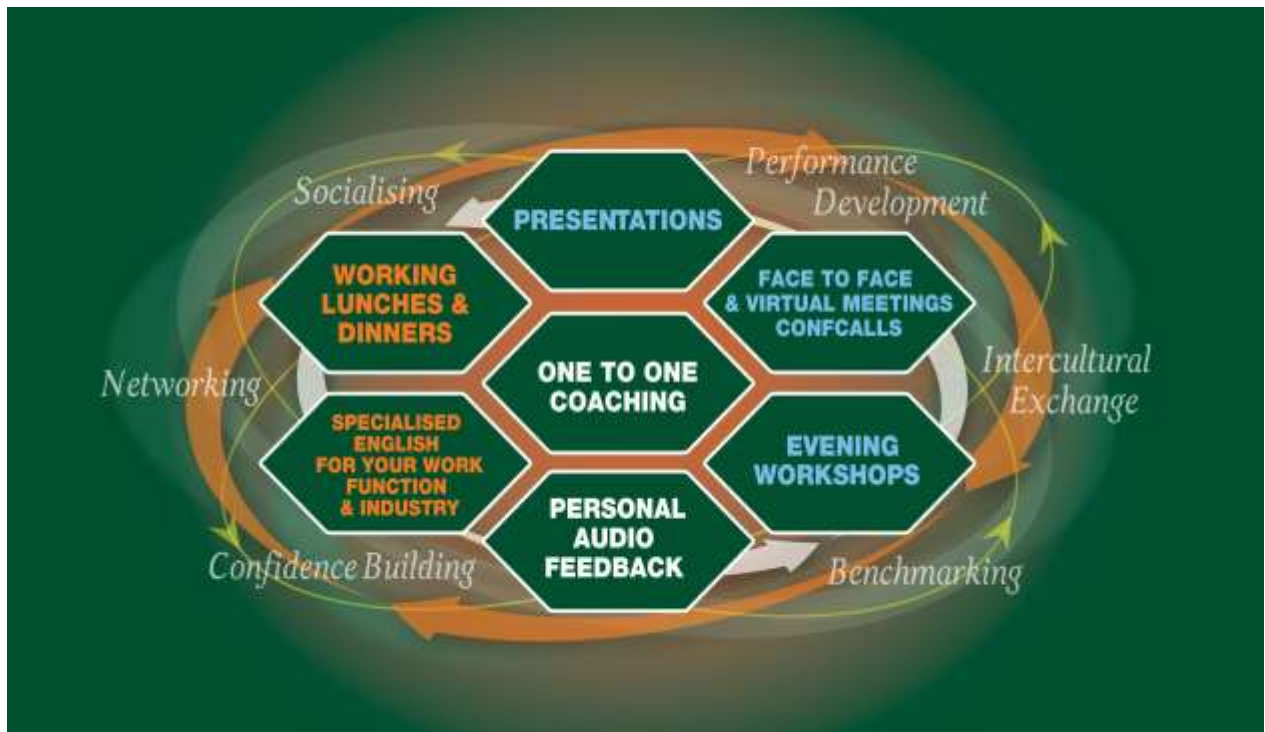 Performance
Development
Socialising
PRESENTATIONS
WORKING
LUNCHES &
DINNERS
FACE TO FACE
& VIRTUAL MEETINGS
CONFCALLS
Networking
ONE TO ONE
COACHING
Intercultural
Exchange
SPECIALISED
ENGLISH
FOR YOUR WORK
FUNCTION
& INDUSTRY
EVENING
WORKSHOPS
PERSONAL
AUDIO
FEEDBACK
Confidence Building
Benchmarking